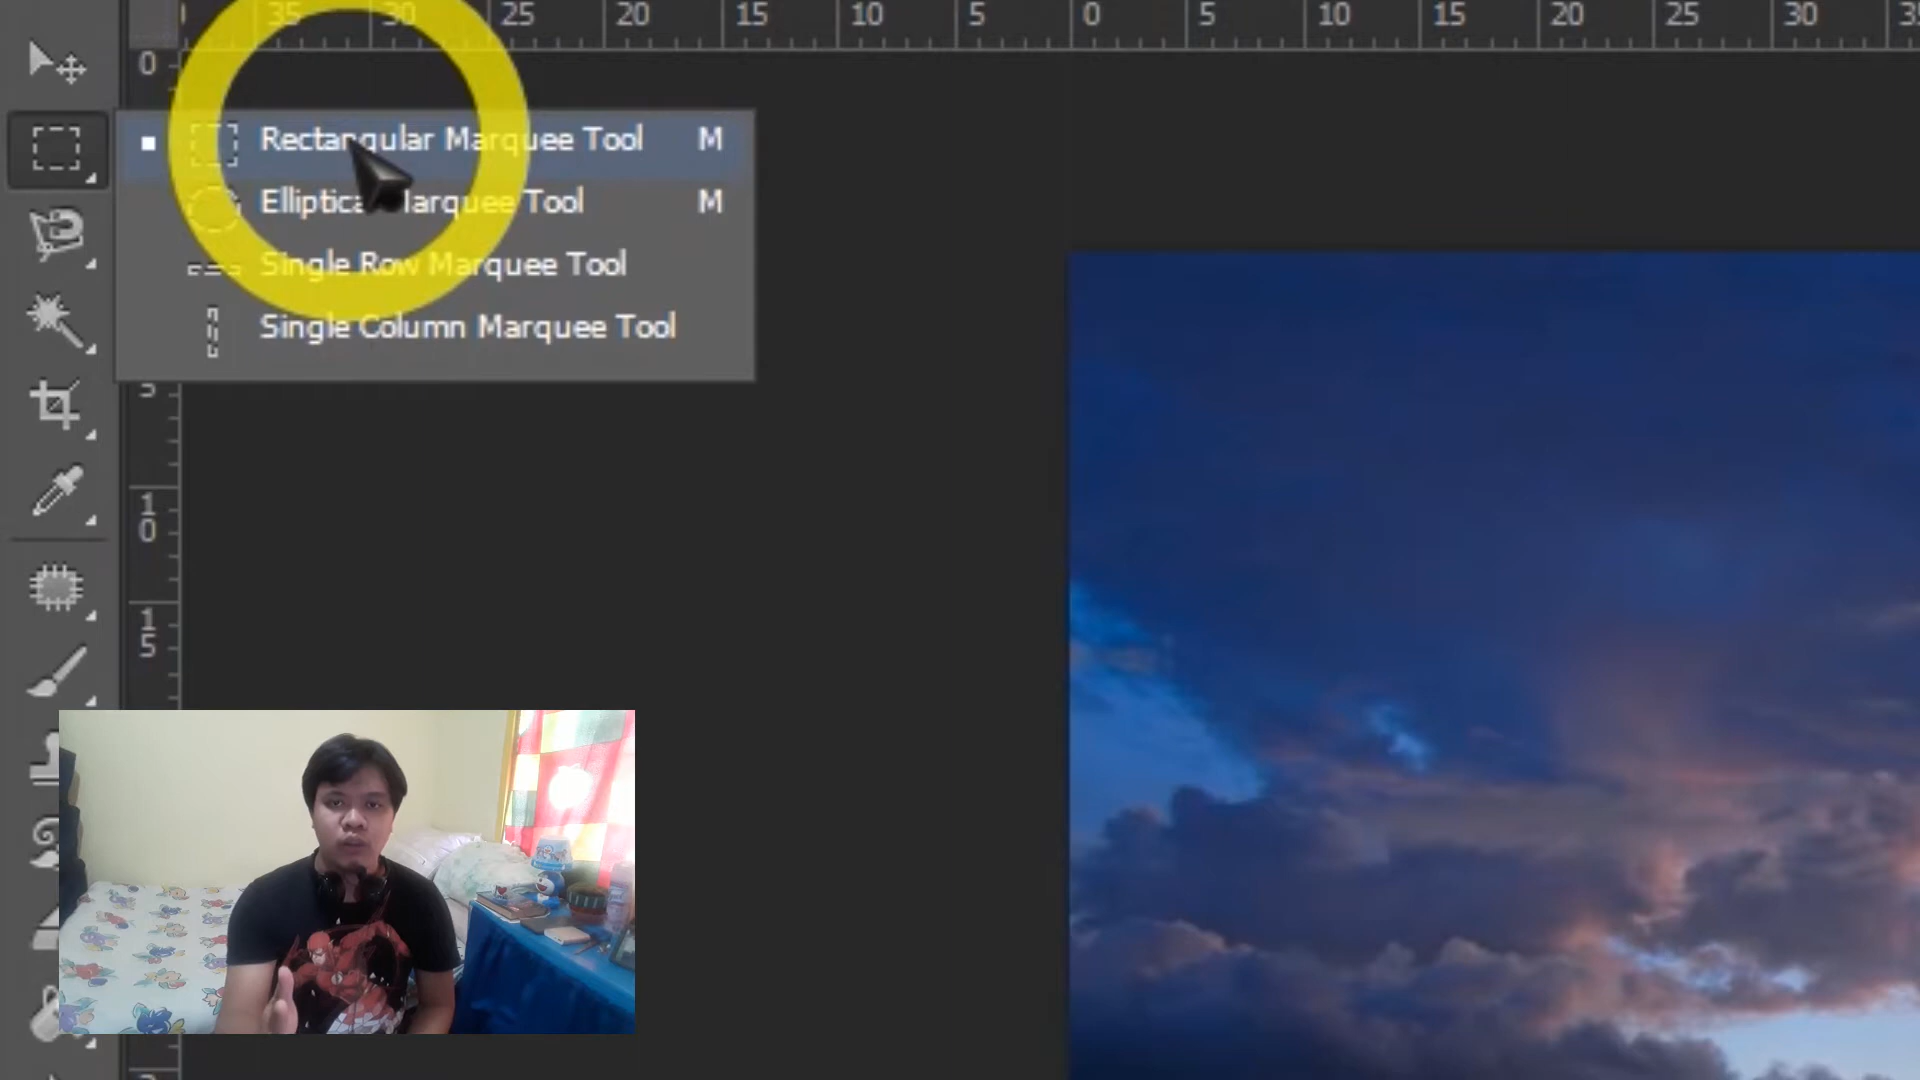 35 30 25 20 15 10 5 0 5 10 15 20 25 30
0
Rectangular Marquee Tool M
Elliptical Marquee Tool M
Single Row Marquee Tool
Single Column Marquee Tool
5
10
15